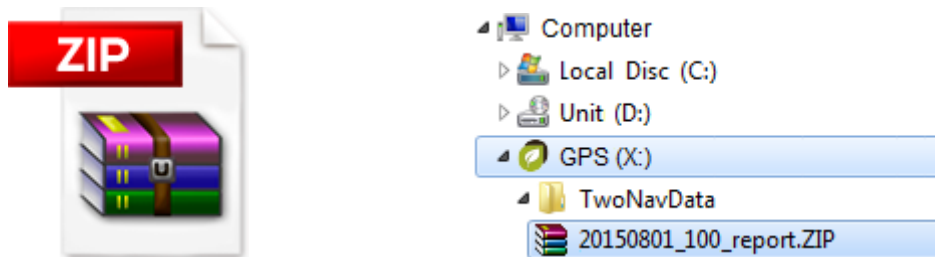 ZIP
U
Computer
Local Disc (C:)
Unit (D:)
GPS (X:)
TwoNavData
20150801_100_report.ZIP